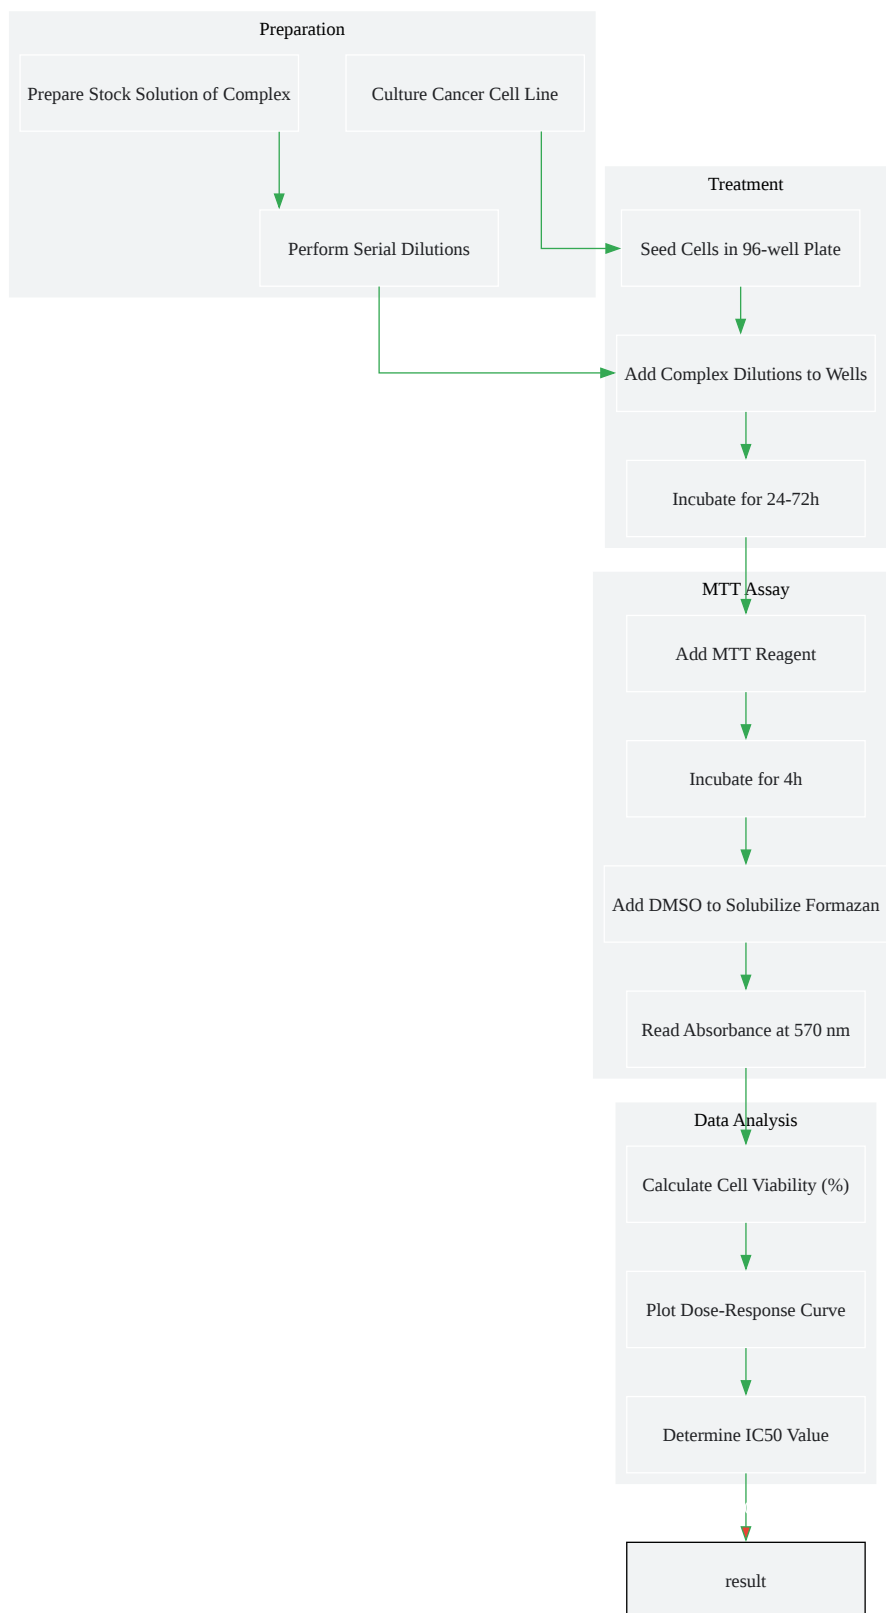 Preparation
Prepare Stock Solution of Complex
Culture Cancer Cell Line
Perform Serial Dilutions
Treatment
Seed Cells in 96-well Plate
Add Complex Dilutions to Wells
Incubate for 24-72h
MTT Assay
Add MTT Reagent
Incubate for 4h
Add DMSO to Solubilize Formazan
Read Absorbance at 570 nm
Data Analysis
Calculate Cell Viability (%)
Plot Dose-Response Curve
Determine IC50 Value
result